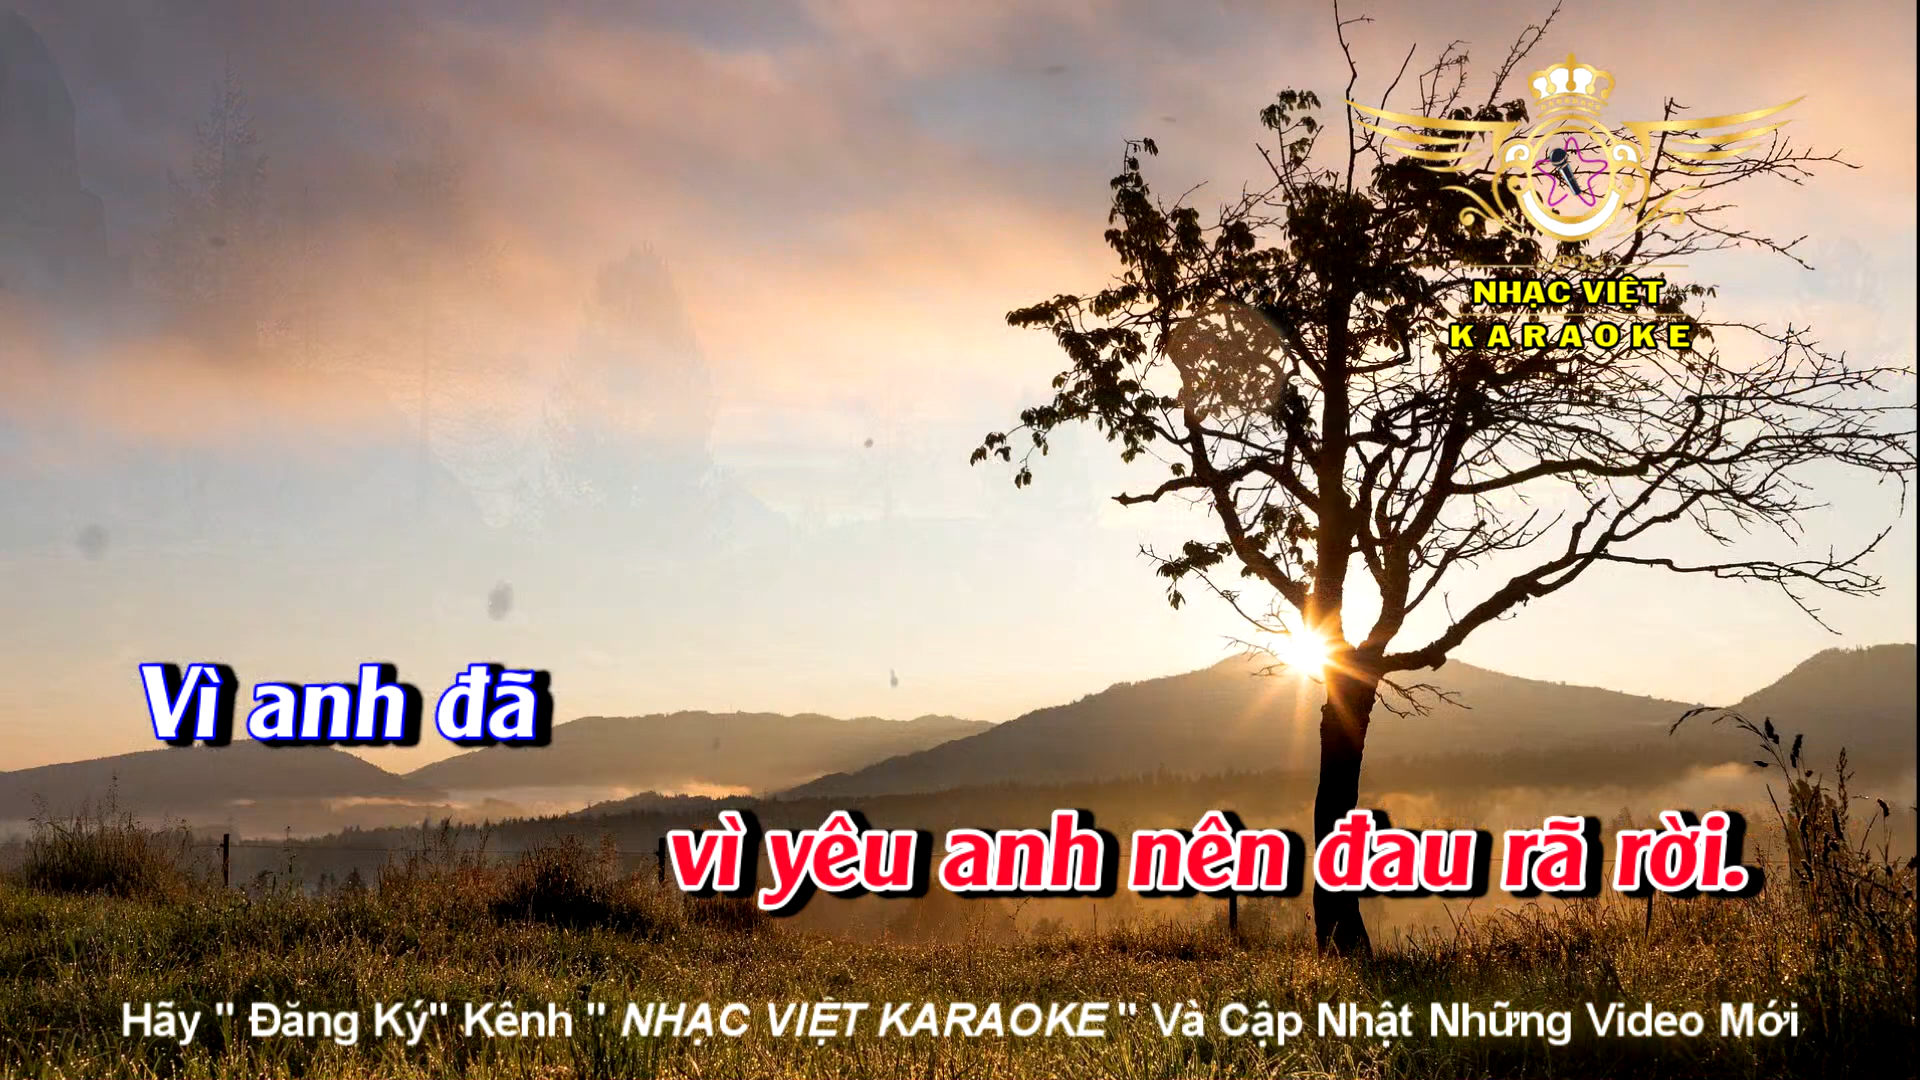 NHẠC VIỆT
KARAOKE
Vì anh đã
vì yêu anh nên đau rã rời.
Hãy " Đăng Ký" Kênh " NHẠC VIỆT KARAOKE " Và Cập Nhật Những Video Mới